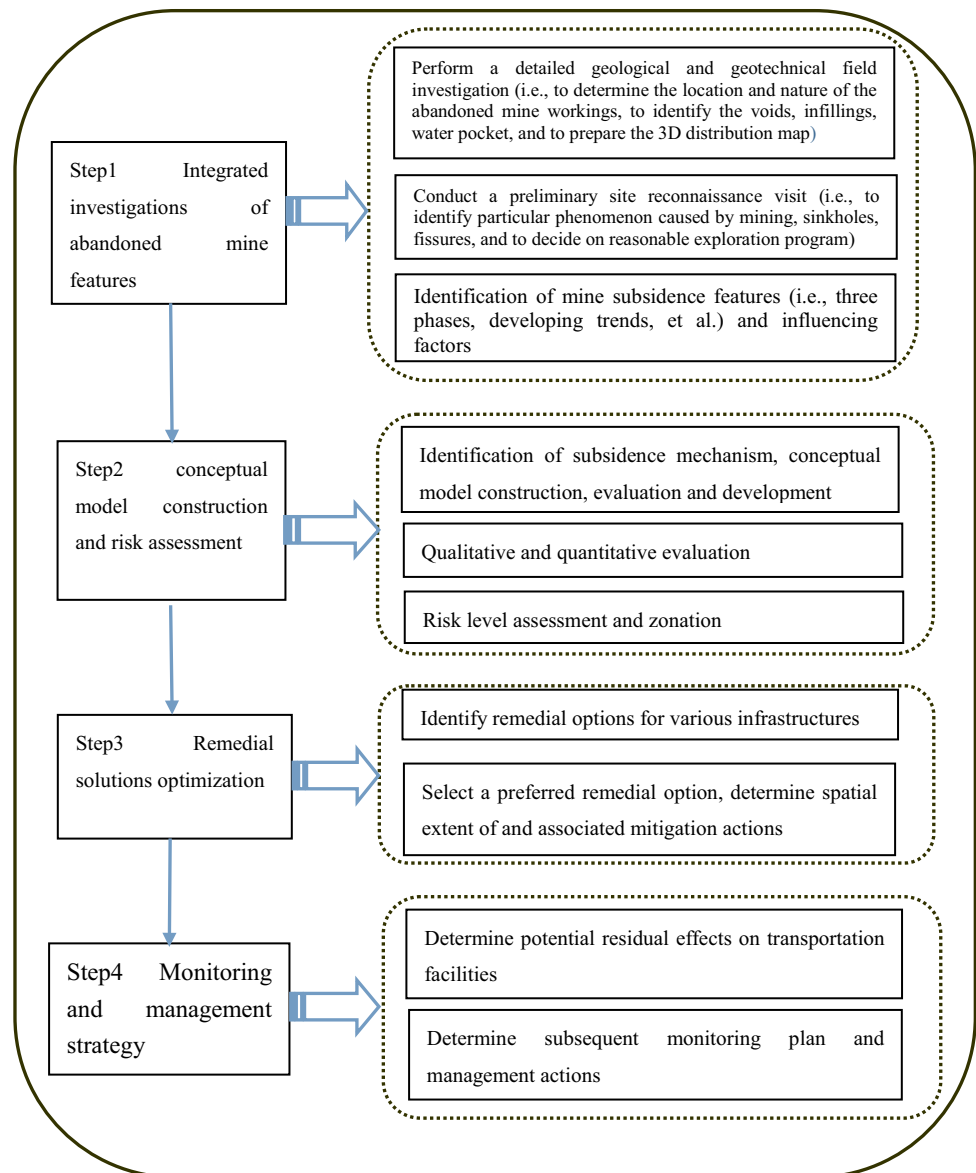 Step1 Integrated
investigations of
abandoned mine
features
Perform a detailed geological and geotechnical field
investigation (i.e., to determine the location and nature of the
abandoned mine workings, to identify the voids, infillings,
water pocket, and to prepare the 3D distribution map)
Conduct a preliminary site reconnaissance visit (i.e., to
identify particular phenomenon caused by mining, sinkholes,
fissures, and to decide on reasonable exploration program)
Identification of mine subsidence features (i.e., three
phases, developing trends, et al.) and influencing
factors
Step2 conceptual
model construction
and risk assessment
Identification of subsidence mechanism, conceptual
model construction, evaluation and development
Qualitative and quantitative evaluation
Risk level assessment and zonation
Step3 Remedial
solutions optimization
Identify remedial options for various infrastructures
Select a preferred remedial option, determine spatial
extent of and associated mitigation actions
Step4 Monitoring
and management
strategy
Determine potential residual effects on transportation
facilities
Determine subsequent monitoring plan and
management actions